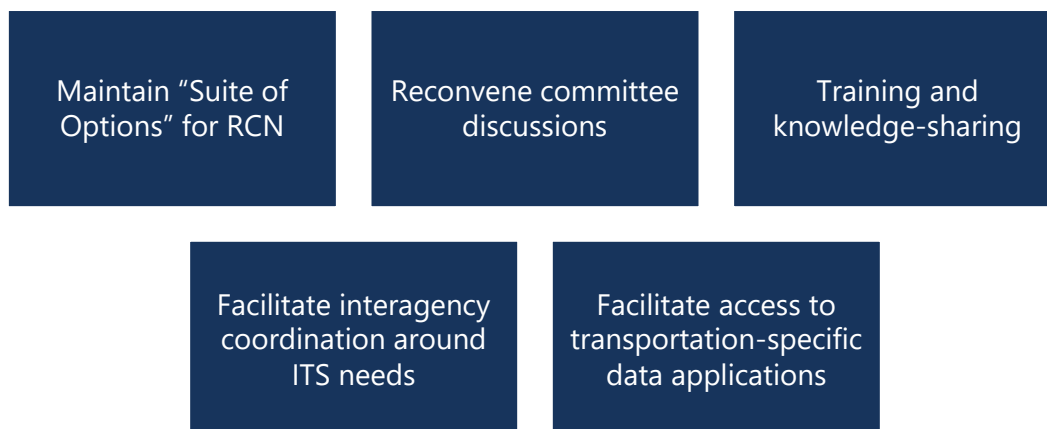 Maintain “Suite of
Options” for RCN
Reconvene committee
discussions
Training and
knowledge-sharing
Facilitate interagency
coordination around
ITS needs
Facilitate access to
transportation-specific
data applications